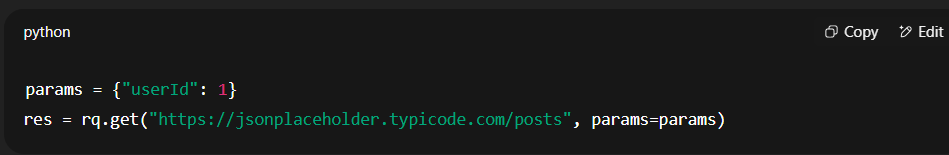 python
Copy
Edit
params = {"userId": 1}
res = rq.get("https://jsonplaceholder.typicode.com/posts", params=params)